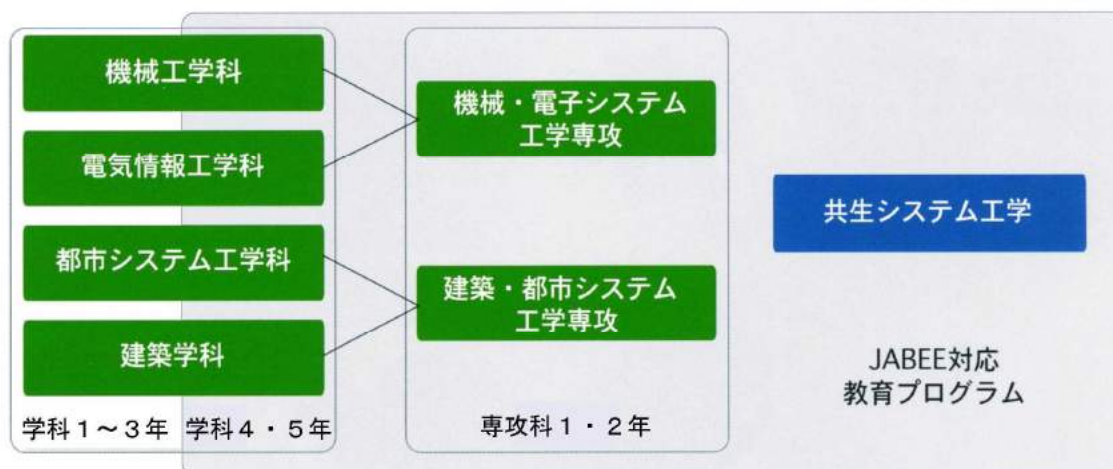 機械工学科
電気情報工学科
都市システム工学科
建築学科
学科1～3年
学科4・5年
機械・電子システム
工学専攻
建築・都市システム
工学専攻
専攻科1・2年
共生システム工学
JABEE対応
教育プログラム